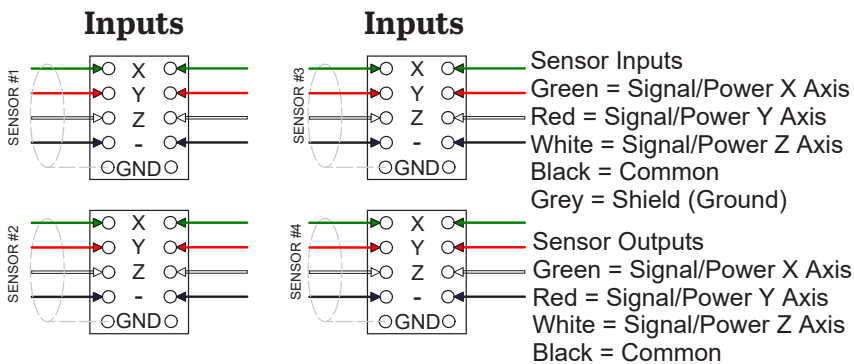 Inputs
SENSOR #1
X
Y
Z
-
GND
Inputs
SENSOR #3
X
Y
Z
-
GND
Sensor Inputs
Green = Signal/Power X Axis
Red = Signal/Power Y Axis
White = Signal/Power Z Axis
Black = Common
Grey = Shield (Ground)
SENSOR #2
X
Y
Z
-
GND
SENSOR #4
X
Y
Z
-
GND
Sensor Outputs
Green = Signal/Power X Axis
Red = Signal/Power Y Axis
White = Signal/Power Z Axis
Black = Common